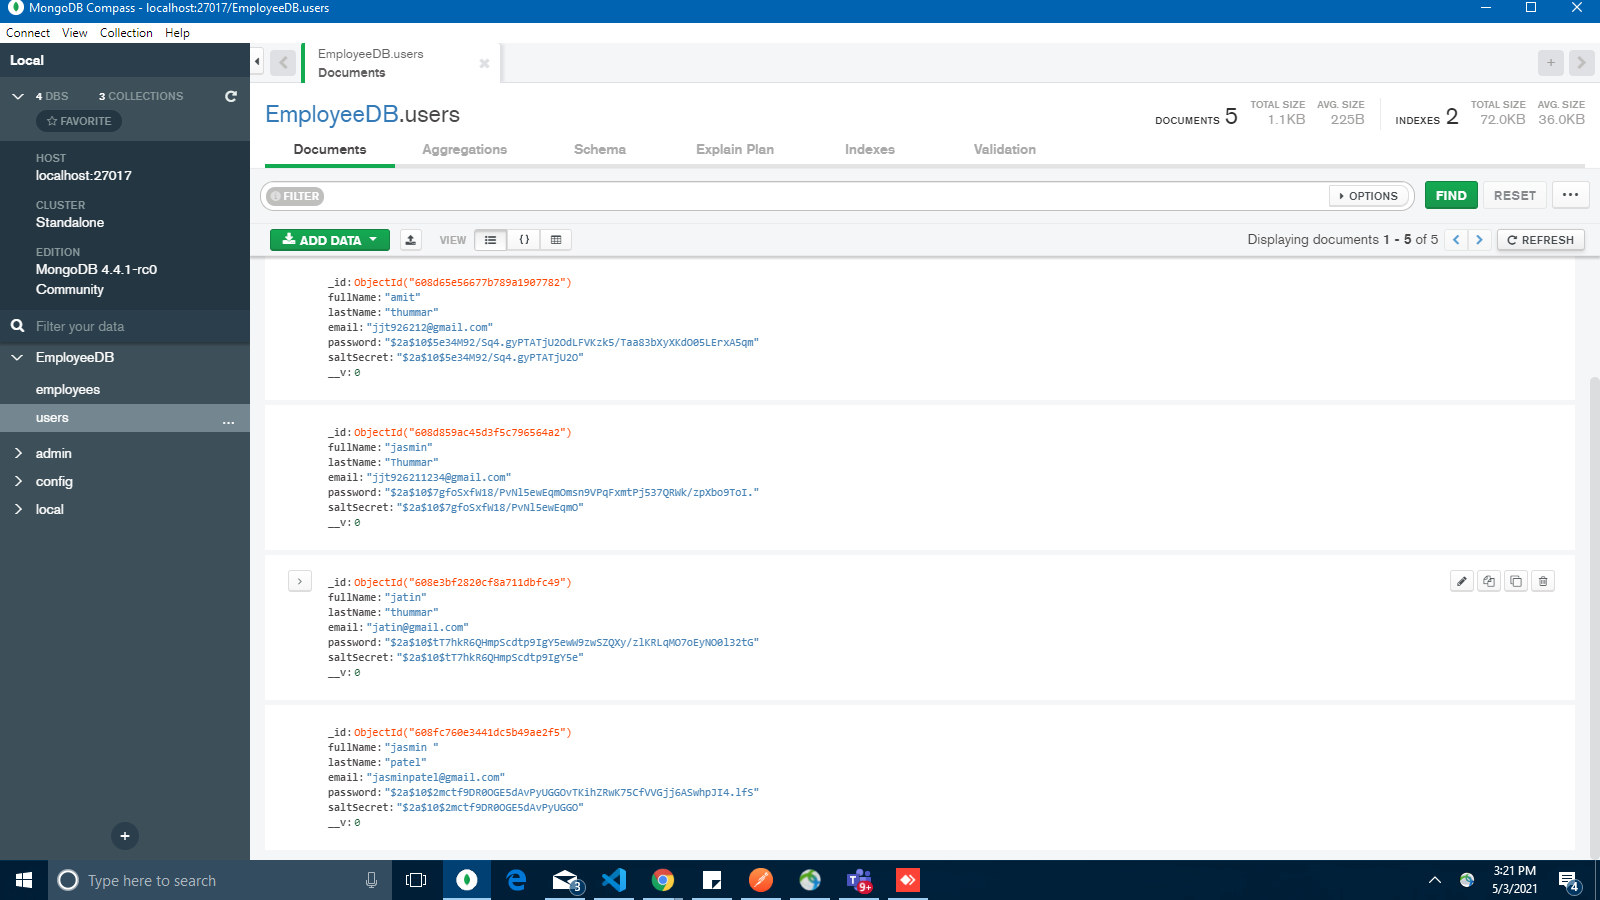 MongoDB Compass - localhost:27017/EmployeeDB.users
Connect View Collection Help
Local
4 DBS 3 COLLECTIONS
FAVORITE
HOST
localhost:27017
CLUSTER
Standalone
EDITION
MongoDB 4.4.1-rc0
Community
Filter your data
EmployeeDB
employees
users ...
admin
config
local
+
EmployeeDB.users
Documents
+
EmployeeDB.users
DOCUMENTS 5 TOTAL SIZE 1.1KB AVG. SIZE 225B INDEXES 2 TOTAL SIZE 72.0KB AVG. SIZE 36.0KB
Documents Aggregations Schema Explain Plan Indexes Validation
FILTER OPTIONS FIND RESET ...
ADD DATA VIEW {} Displaying documents 1 - 5 of 5 < > REFRESH
_id: ObjectId("608d65e56677b789a1907782")
fullName: "amit"
lastName: "thummar"
email: "jjt926212@gmail.com"
password: "$2a$10$5e34M92/Sq4.gyPTATjU2OdLFVKzk5/Taa83bXyXKdO05LErxA5qm"
saltSecret: "$2a$10$5e34M92/Sq4.gyPTATjU2O"
__v: 0
_id: ObjectId("608d859ac45d3f5c796564a2")
fullName: "jasmin"
lastName: "Thummar"
email: "jjt926211234@gmail.com"
password: "$2a$10$7gfoSxfW18/PvNl5ewEqmOmsn9VPqFxmtPj537QRWk/zpXbo9ToI."
saltSecret: "$2a$10$7gfoSxfW18/PvNl5ewEqmO"
__v: 0
_id: ObjectId("608e3bf2820cf8a711dbfc49")
fullName: "jatin"
lastName: "thummar"
email: "jatin@gmail.com"
password: "$2a$10$tT7hkR6QHmpScdtp9IgY5ewW9zwSZQXy/zlKRLqMO7oEyNO0l32tG"
saltSecret: "$2a$10$tT7hkR6QHmpScdtp9IgY5e"
__v: 0
_id: ObjectId("608fc760e3441dc5b49ae2f5")
fullName: "jasmin "
lastName: "patel"
email: "jasminpatel@gmail.com"
password: "$2a$10$2mctf9DR0OGE5dAvPyUGGOvTKihZRwK75CfVVGjj6ASwhpJI4.lfS"
saltSecret: "$2a$10$2mctf9DR0OGE5dAvPyUGGO"
__v: 0
Type here to search
3
9+
3:21 PM
5/3/2021
4